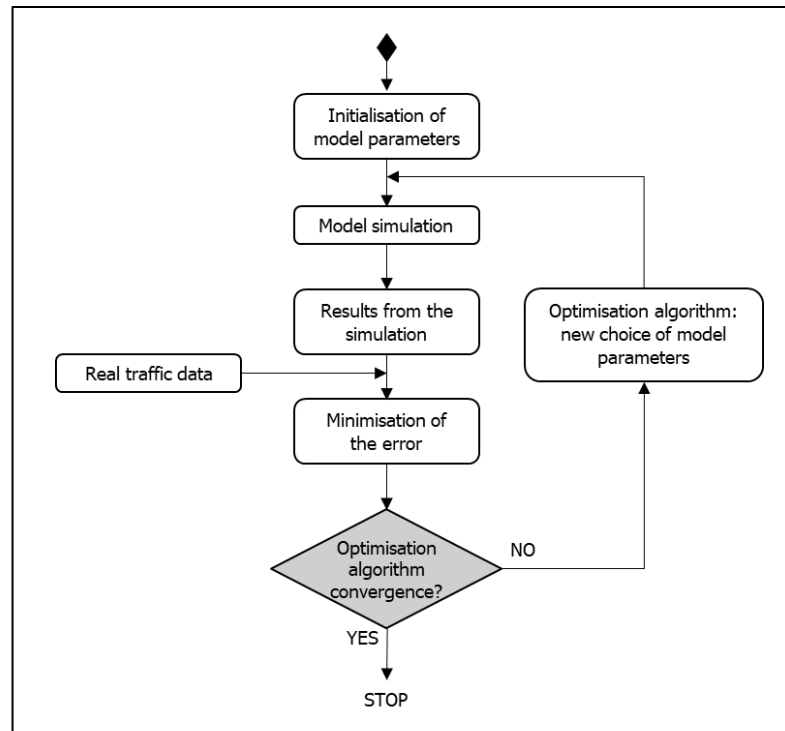 Initialisation of
model parameters
Model simulation
Results from the
simulation
Optimisation algorithm:
new choice of model
parameters
Real traffic data
Minimisation of
the error
Optimisation
algorithm
convergence?
NO
YES
STOP